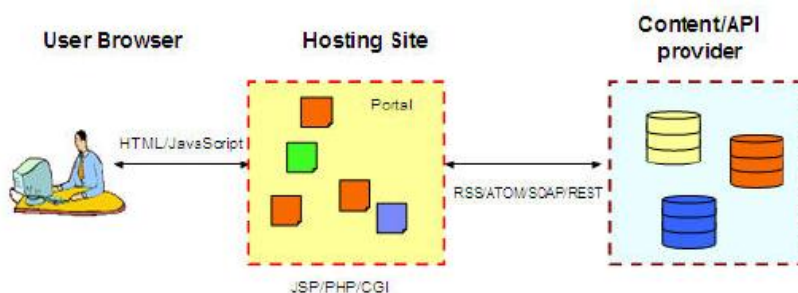 User Browser
Hosting Site
Content/API
provider
Portal
HTML/JavaScript
RSS/ATOM/SOAP/REST
JSP/PHP/CGI